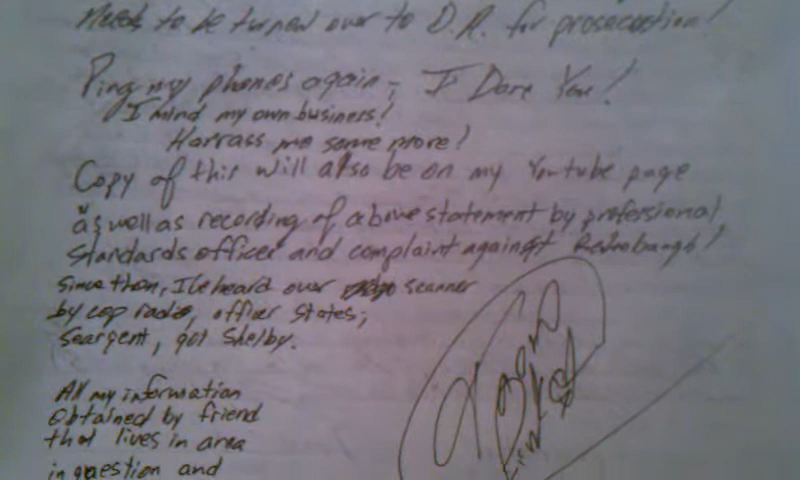 Needs to be turned over to D.A. for prosecution!
Ping my phones again; I Dare You!
I mind my own business!
Harrass me some more!
Copy of this will also be on my Youtube page
as well as recording of above statement by professional
standards officer and complaint against
Since then, I've heard over scanner
by cop radio, officer States;
Seargent, got Shelby.
All my information
Obtained by friend
that lives in area
in question and